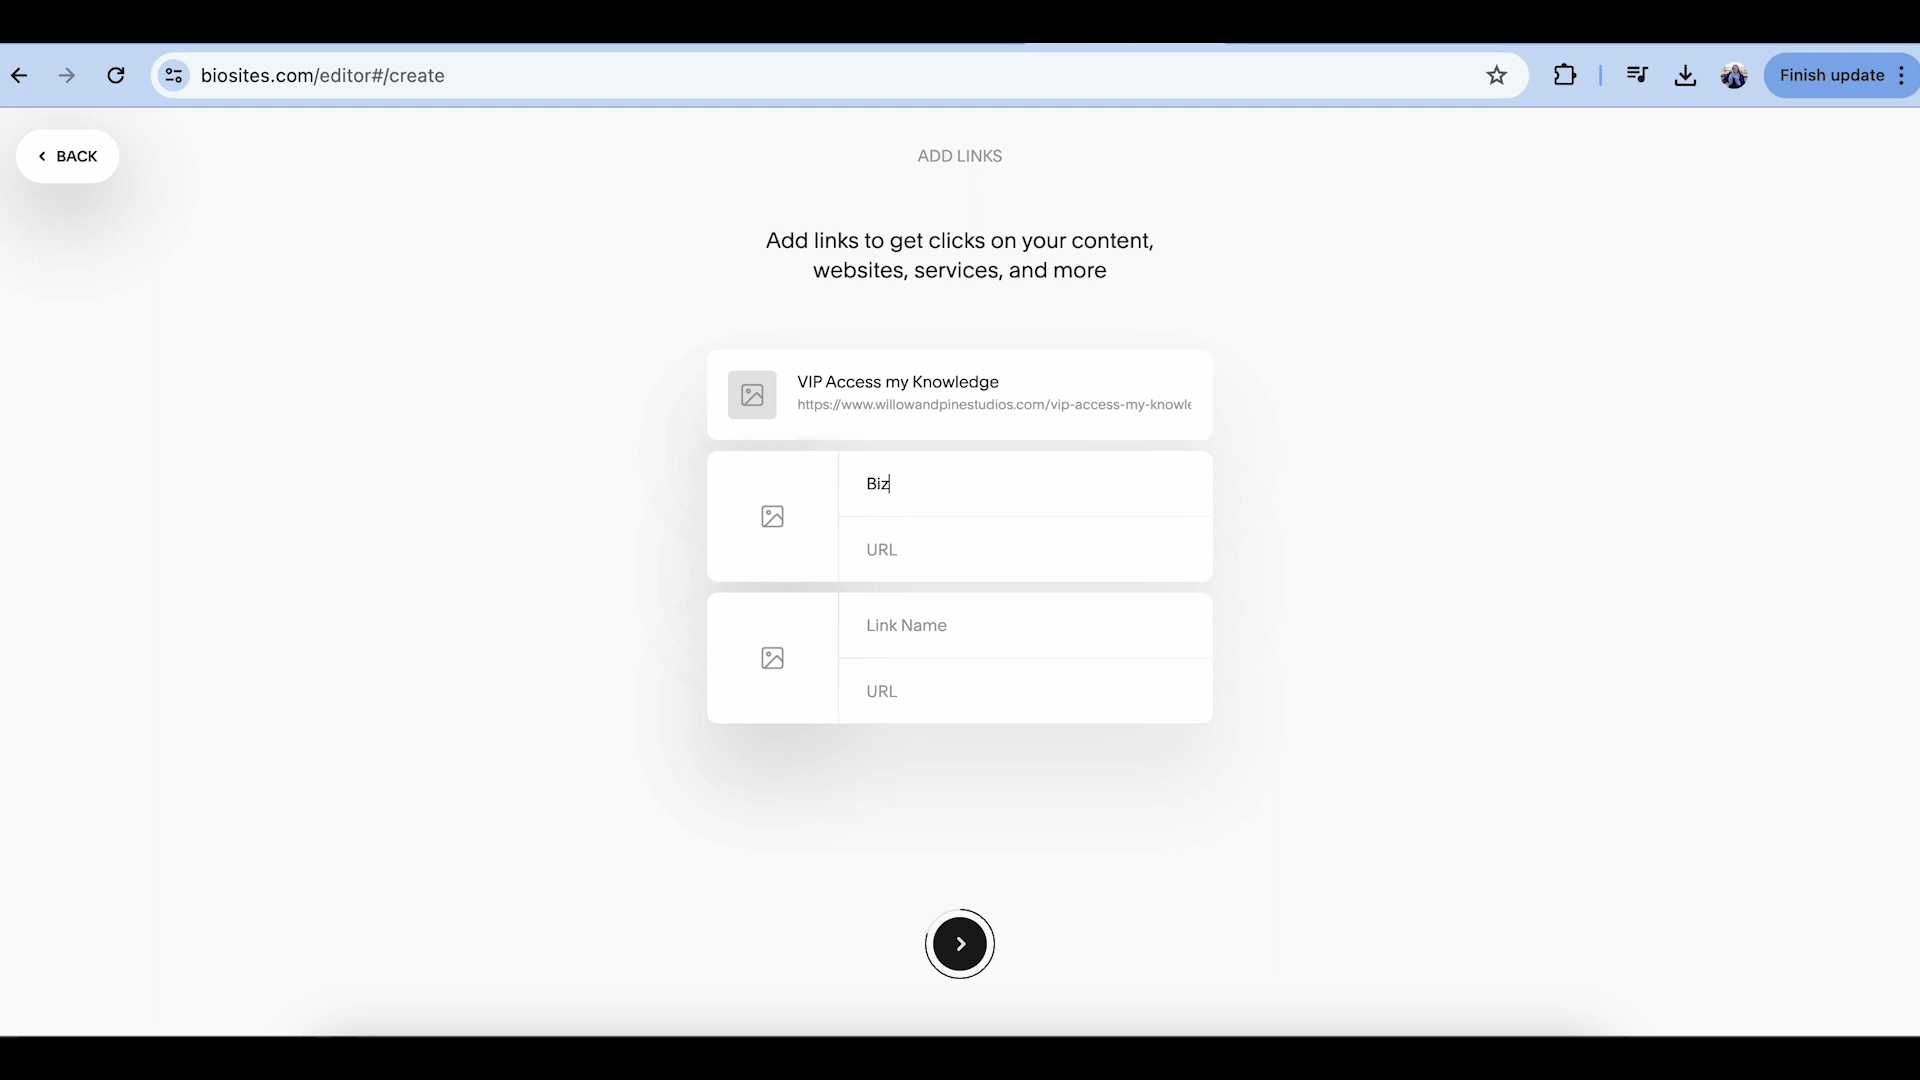 biosites.com/editor#/create
Finish update
BACK
ADD LINKS
Add links to get clicks on your content,
websites, services, and more
VIP Access my Knowledge
https://www.willowandpinestudios.com/vip-access-my-knowle
Biz
URL
Link Name
URL